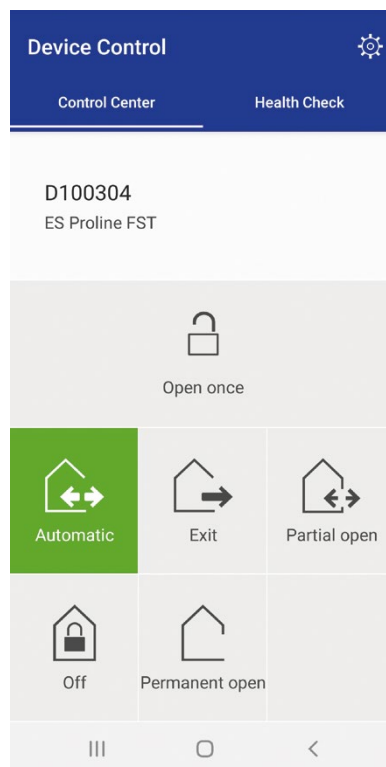 Device Control
Control Center
Health Check
D100304
ES Proline FST
Open once
Automatic
Exit
Partial open
Off
Permanent open